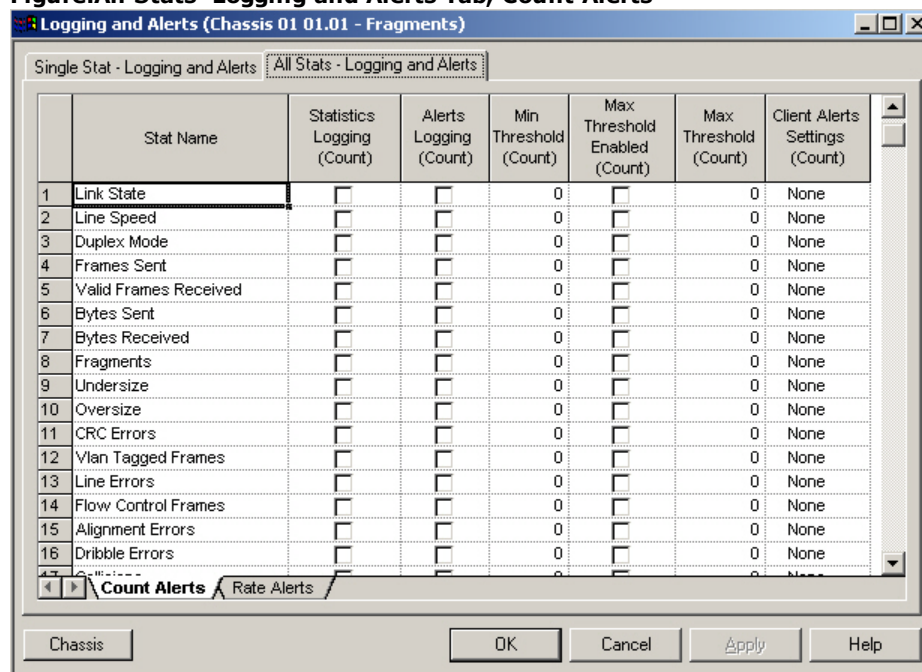 Figure:All Stats- Logging and Alerts Tab, Count Alerts
Logging and Alerts (Chassis 01 01.01 - Fragments)
Single Stat - Logging and Alerts All Stats - Logging and Alerts
Stat Name Statistics Logging (Count) Alerts Logging (Count) Min Threshold (Count) Max Threshold Enabled (Count) Max Threshold (Count) Client Alerts Settings (Count)
1 Link State 0 0 None
2 Line Speed 0 0 None
3 Duplex Mode 0 0 None
4 Frames Sent 0 0 None
5 Valid Frames Received 0 0 None
6 Bytes Sent 0 0 None
7 Bytes Received 0 0 None
8 Fragments 0 0 None
9 Undersize 0 0 None
10 Oversize 0 0 None
11 CRC Errors 0 0 None
12 Vlan Tagged Frames 0 0 None
13 Line Errors 0 0 None
14 Flow Control Frames 0 0 None
15 Alignment Errors 0 0 None
16 Dribble Errors 0 0 None
Count Alerts Rate Alerts
Chassis OK Cancel Apply Help